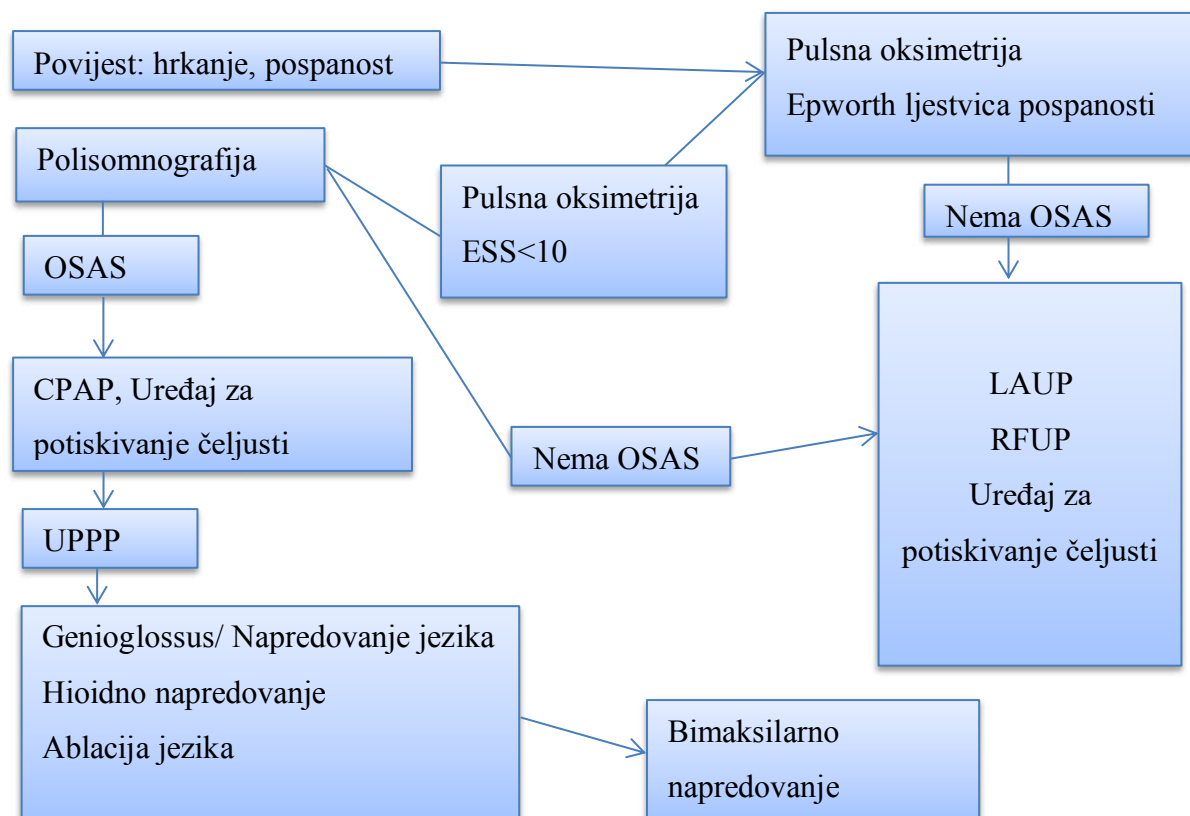 Povijest: hrkanje, pospanost
Pulsna oksimetrija
Epworth ljestvica pospanosti
Polisomnografija
Pulsna oksimetrija
ESS<10
Nema OSAS
OSAS
CPAP, Uređaj za
potiskivanje čeljusti
Nema OSAS
LAUP
RFUP
Uređaj za
potiskivanje čeljusti
UPPP
Genioglossus/ Napredovanje jezika
Hioidno napredovanje
Ablacija jezika
Bimaksilarno
napredovanje